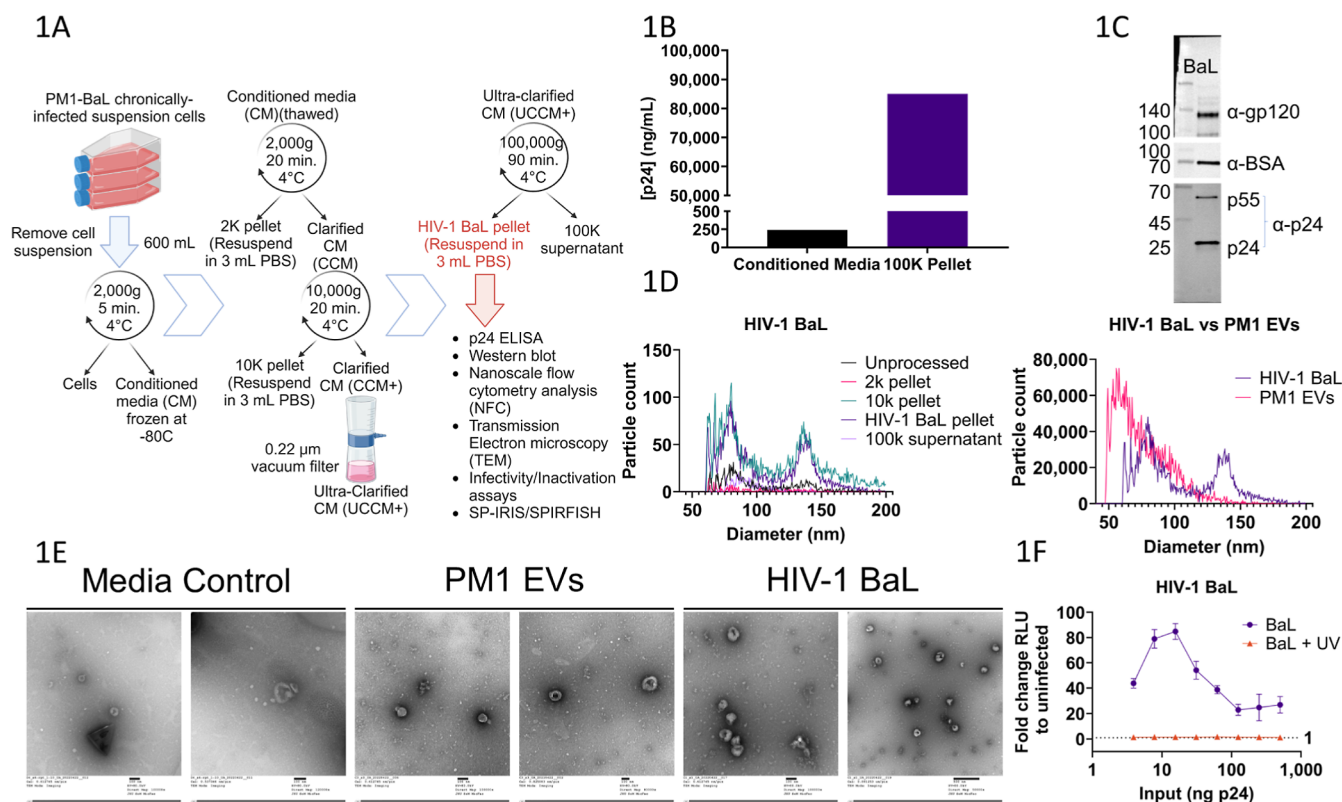 1A
PM1-BaL chronically-
infected suspension cells
Remove cell
suspension
600 mL
2,000g
5 min.
4°C
Cells
Conditioned
media (CM)
frozen at
-80C
Conditioned media
(CM)(thawed)
2,000g
20 min.
4°C
2K pellet
(Resuspend
in 3 mL PBS)
Clarified
CM
(CCM)
10,000g
20 min.
4°C
10K pellet
(Resuspend
in 3 mL PBS)
Clarified
CM (CCM+)
0.22 µm
vacuum filter
Ultra-Clarified
CM (UCCM+)
Ultra-clarified
CM (UCCM+)
100,000g
90 min.
4°C
HIV-1 BaL pellet
(Resuspend in
3 mL PBS)
100K
supernatant
• p24 ELISA
• Western blot
• Nanoscale flow
cytometry analysis
(NFC)
• Transmission
Electron microscopy
(TEM)
• Infectivity/Inactivation
assays
• SP-IRIS/SPIRFISH
1B
[p24] (ng/mL)
100,000
90,000
80,000
70,000
60,000
50,000
500
250
0
Conditioned Media
100K Pellet
1C
BaL
140
100
α-gp120
100
70
α-BSA
70
45
25
p55
p24
α-p24
1D
HIV-1 BaL
Particle count
150
100
50
0
50
100
150
200
Diameter (nm)
Unprocessed
2k pellet
10k pellet
HIV-1 BaL pellet
100k supernatant
HIV-1 BaL vs PM1 EVs
Particle count
80,000
60,000
40,000
20,000
0
50
100
150
200
Diameter (nm)
HIV-1 BaL
PM1 EVs
1E
Media Control
PM1 EVs
HIV-1 BaL
1F
HIV-1 BaL
Fold change RLU
to uninfected
100
80
60
40
20
0
1
10
100
1,000
Input (ng p24)
BaL
BaL + UV
1